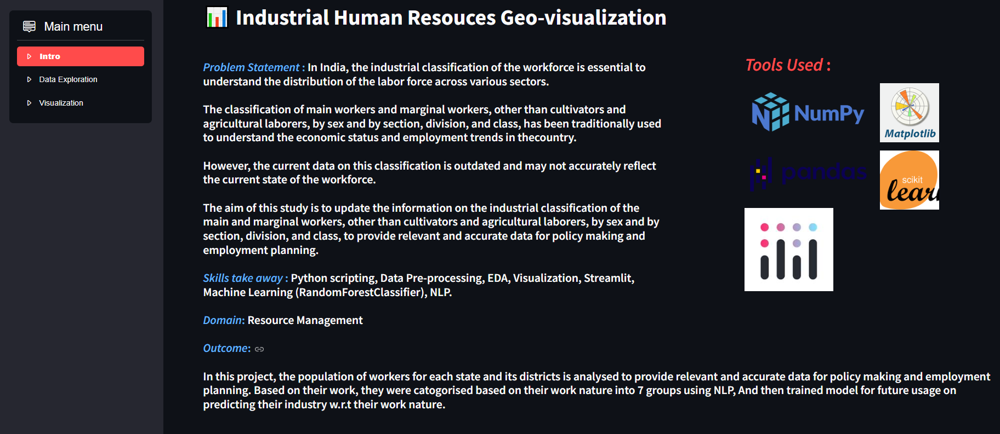 Main menu
Intro
Data Exploration
Visualization
Industrial Human Resouces Geo-visualization
Problem Statement : In India, the industrial classification of the workforce is essential to
understand the distribution of the labor force across various sectors.
The classification of main workers and marginal workers, other than cultivators and
agricultural laborers, by sex and by section, division, and class, has been traditionally used
to understand the economic status and employment trends in thecountry.
However, the current data on this classification is outdated and may not accurately reflect
the current state of the workforce.
The aim of this study is to update the information on the industrial classification of the
main and marginal workers, other than cultivators and agricultural laborers, by sex and by
section, division, and class, to provide relevant and accurate data for policy making and
employment planning.
Skills take away : Python scripting, Data Pre-processing, EDA, Visualization, Streamlit,
Machine Learning (RandomForestClassifier), NLP.
Domain: Resource Management
Outcome:
In this project, the population of workers for each state and its districts is analysed to provide relevant and accurate data for policy making and employment
planning. Based on their work, they were catogorised based on their work nature into 7 groups using NLP, And then trained model for future usage on
predicting their industry w.r.t their work nature.
Tools Used :
NumPy
Matplotlib
pandas
scikit
lear